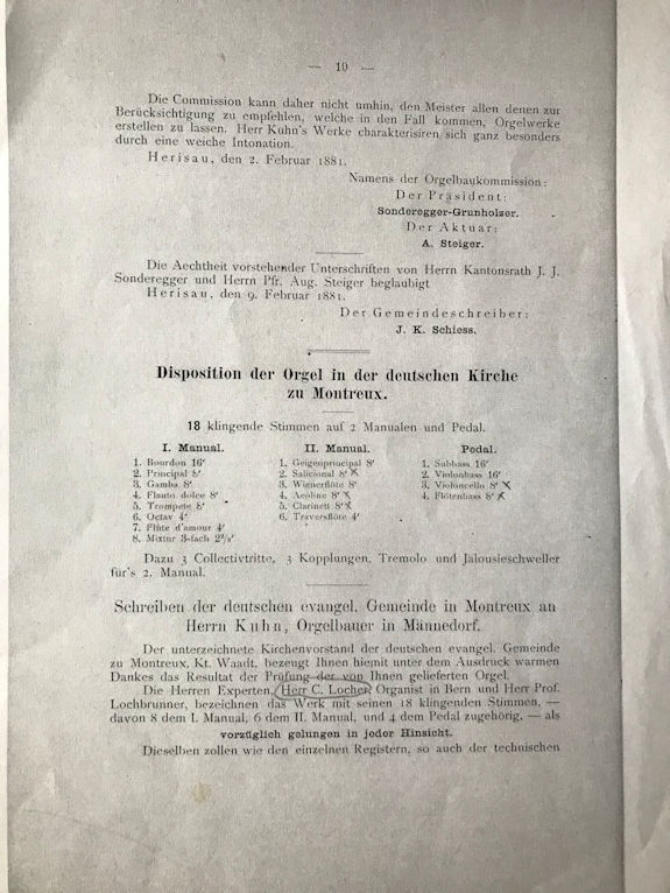 — 10 —
Die Commission kann daher nicht umhin, den Meister allen denen zur
Berücksichtigung zu empfehlen, welche in den Fall kommen, Orgelwerke
erstellen zu lassen. Herr Kuhn's Werke charakterisiren sich ganz besonders
durch eine weiche Intonation.
Herisau, den 2. Februar 1881.
Namens der Orgelbaukommission:
Der Präsident:
Sonderegger-Grunholzer.
Der Aktuar:
A. Steiger.
Die Aechtheit vorstehender Unterschriften von Herrn Kantonsrath J. J.
Sonderegger und Herrn Pfr. Aug. Steiger beglaubigt
Herisau, den 9. Februar 1881.
Der Gemeindeschreiber:
J. K. Schiess.
Disposition der Orgel in der deutschen Kirche
zu Montreux.
18 klingende Stimmen auf 2 Manualen und Pedal.
I. Manual.
1. Bourdon 16'
2. Principal 8'
3. Gamba 8'
4. Flauto dolce 8'
5. Trompete 8'
6. Octav 4'
7. Flûte d'amour 4'
8. Mixtur 3-fach 2²/₃'
II. Manual.
1. Geigenprincipal 8'
2. Salicional 8'
3. Wienerflöte 8'
4. Aeoline 8'
5. Clarinett 8'
6. Traversflöte 4'
Pedal.
1. Subbass 16'
2. Violonbass 16'
3. Violoncello 8'
4. Flötenbass 8'
Dazu 3 Collectivtritte, 3 Kopplungen, Tremolo und Jalousieschweller
für's 2. Manual.
Schreiben der deutschen evangel. Gemeinde in Montreux an
Herrn Kuhn, Orgelbauer in Männedorf.
Der unterzeichnete Kirchenvorstand der deutschen evangel. Gemeinde
zu Montreux, Kt. Waadt, bezeugt Ihnen hiemit unter dem Ausdruck warmen
Dankes das Resultat der Prüfung der von Ihnen gelieferten Orgel.
Die Herren Experten, Herr C. Locher, Organist in Bern und Herr Prof.
Lochbrunner, bezeichnen das Werk mit seinen 18 klingenden Stimmen, —
davon 8 dem I. Manual, 6 dem II. Manual, und 4 dem Pedal zugehörig, — als
vorzüglich gelungen in jeder Hinsicht.
Dieselben zollen wie den einzelnen Registern, so auch der technischen